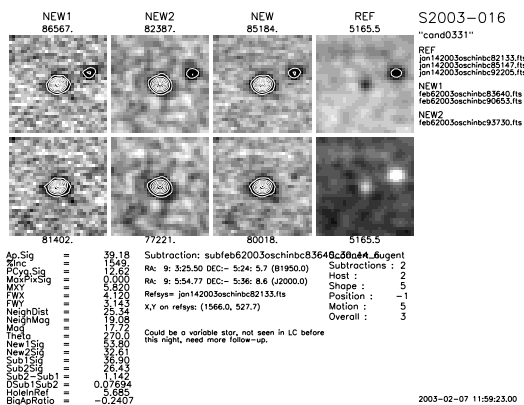 NEW1 NEW2 NEW REF S2003-016
86567. 82387. 85184. 5165.5
"cand0331"
REF
jan142003oschinbc82133.fts
jan142003oschinbc85147.fts
jan142003oschinbc92205.fts
NEW1
feb62003oschinbc83640.fts
feb62003oschinbc90653.fts
NEW2
feb62003oschinbc93730.fts
81402. 77221. 80018. 5165.5
Ap.Sig = 39.18
%Inc = 1549.
PCyg.Sig = 12.62
MaxPixSig = 0.000
MXY = 5.820
FWX = 4.120
FWY = 3.143
NeighDist = 25.34
NeighMag = 19.08
Mag = 17.72
Theta = 270.0
New1Sig = 53.80
New2Sig = 32.61
Sub1Sig = 36.90
Sub2Sig = 26.43
Sub2-Sub1 = 1.142
DSub1Sub2 = 0.07694
HoleInRef = 5.685
BigApRatio = -0.2407
Subtraction: subfeb62003oschinbc83640
RA: 9: 3:25.50 DEC:- 5:24: 5.7 (B1950.0)
RA: 9: 5:54.77 DEC:- 5:36: 8.6 (J2000.0)
Refsys= jan142003oschinbc82133.fts
X,Y on refsys: (1566.0, 527.7)
Could be a variable star, not seen in LC before
this night, need more follow-up.
Subtractions : 2
Host : 2
Shape : 5
Position : -1
Motion : 5
Overall : 3
2003-02-07 11:59:23.00